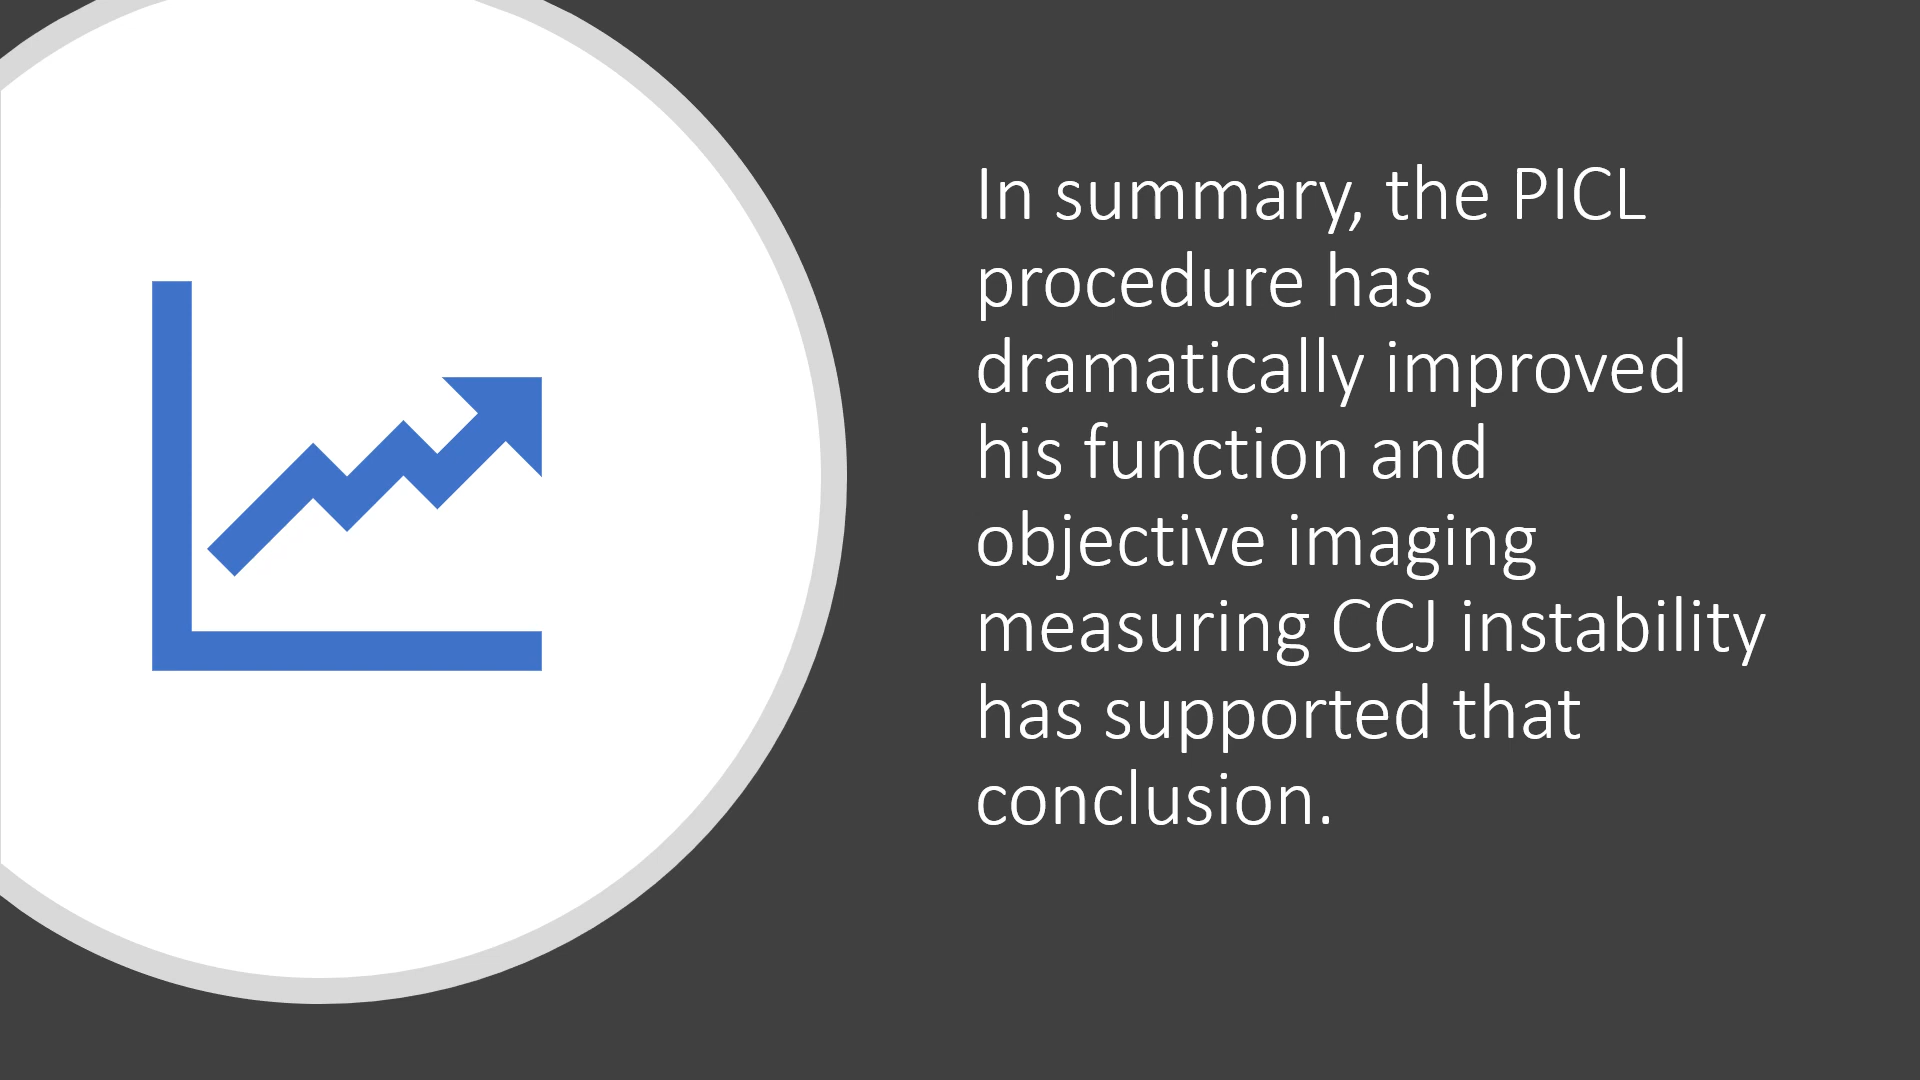 In summary, the PICL
procedure has
dramatically improved
his function and
objective imaging
measuring CCJ instability
has supported that
conclusion.